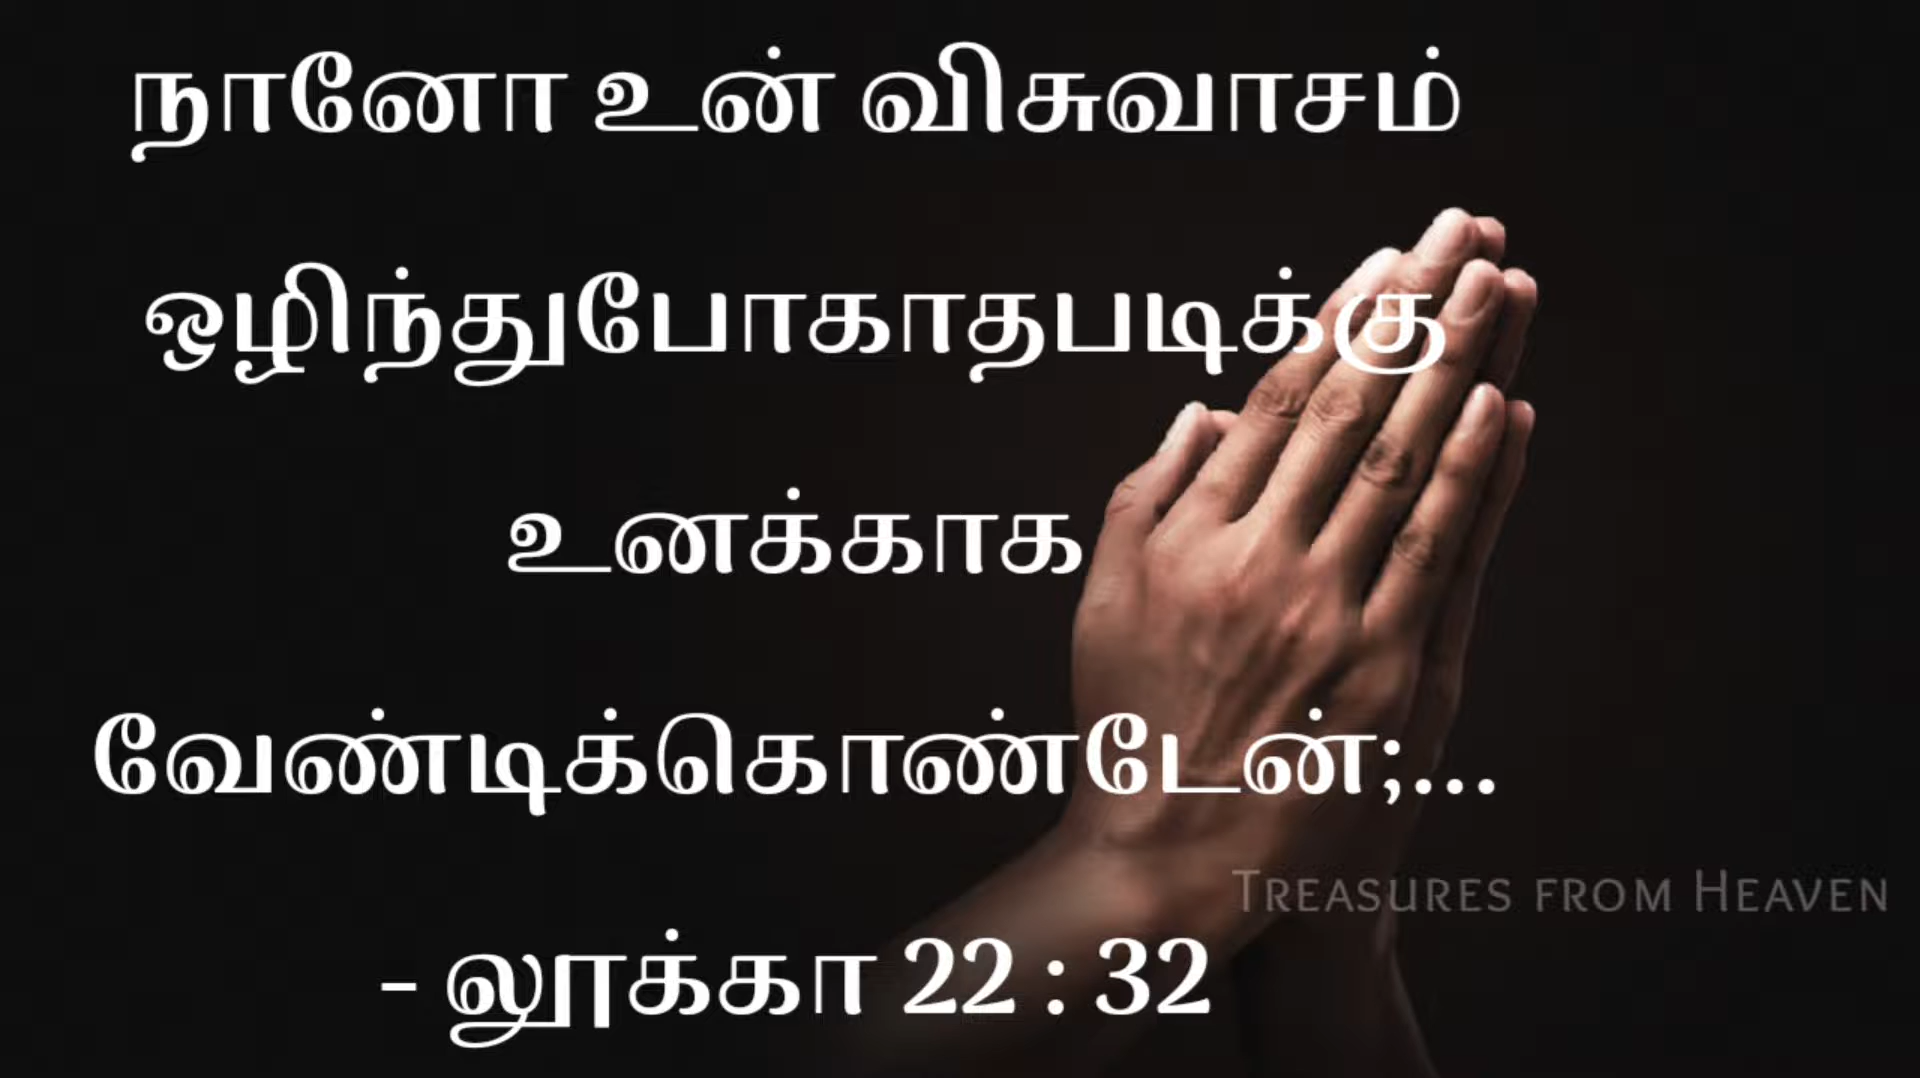 நானோ உன் விசுவாசம்
ஒழிந்துபோகாதபடிக்கு
உனக்காக
வேண்டிக்கொண்டேன்;...
TREASURES FROM HEAVEN
- லூக்கா 22 : 32